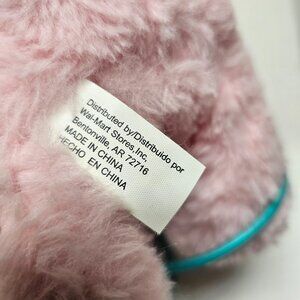 Distributed by/Distribuido por
Wal-Mart Stores,Inc,
Bentonville, AR 72716
MADE IN CHINA
HECHO EN CHINA